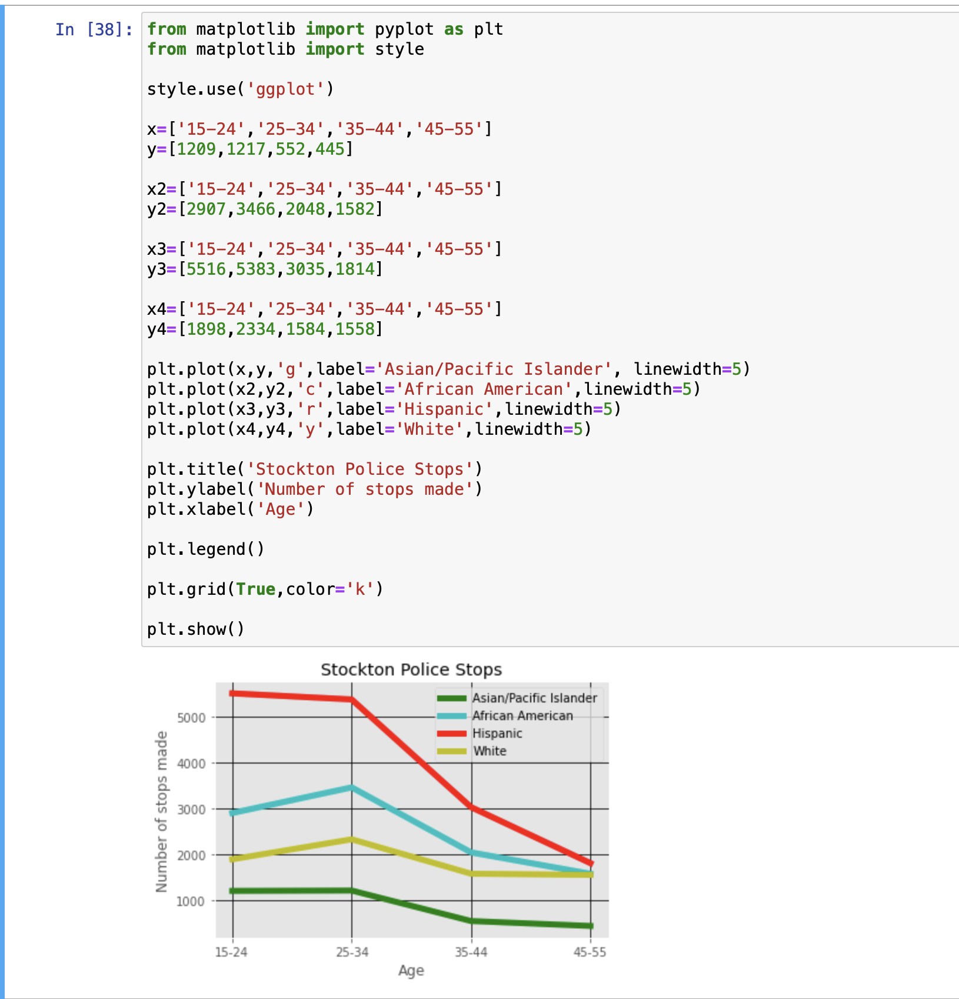 In [38]:
from matplotlib import pyplot as plt
from matplotlib import style
style.use('ggplot')
x=['15-24','25-34','35-44','45-55']
y=[1209,1217,552,445]
x2=['15-24','25-34','35-44','45-55']
y2=[2907,3466,2048,1582]
x3=['15-24','25-34','35-44','45-55']
y3=[5516,5383,3035,1814]
x4=['15-24','25-34','35-44','45-55']
y4=[1898,2334,1584,1558]
plt.plot(x,y,'g',label='Asian/Pacific Islander', linewidth=5)
plt.plot(x2,y2,'c',label='African American',linewidth=5)
plt.plot(x3,y3,'r',label='Hispanic',linewidth=5)
plt.plot(x4,y4,'y',label='White',linewidth=5)
plt.title('Stockton Police Stops')
plt.ylabel('Number of stops made')
plt.xlabel('Age')
plt.legend()
plt.grid(True,color='k')
plt.show()
Stockton Police Stops
Asian/Pacific Islander
African American
Hispanic
White
Number of stops made
5000
4000
3000
2000
1000
15-24 25-34 35-44 45-55
Age